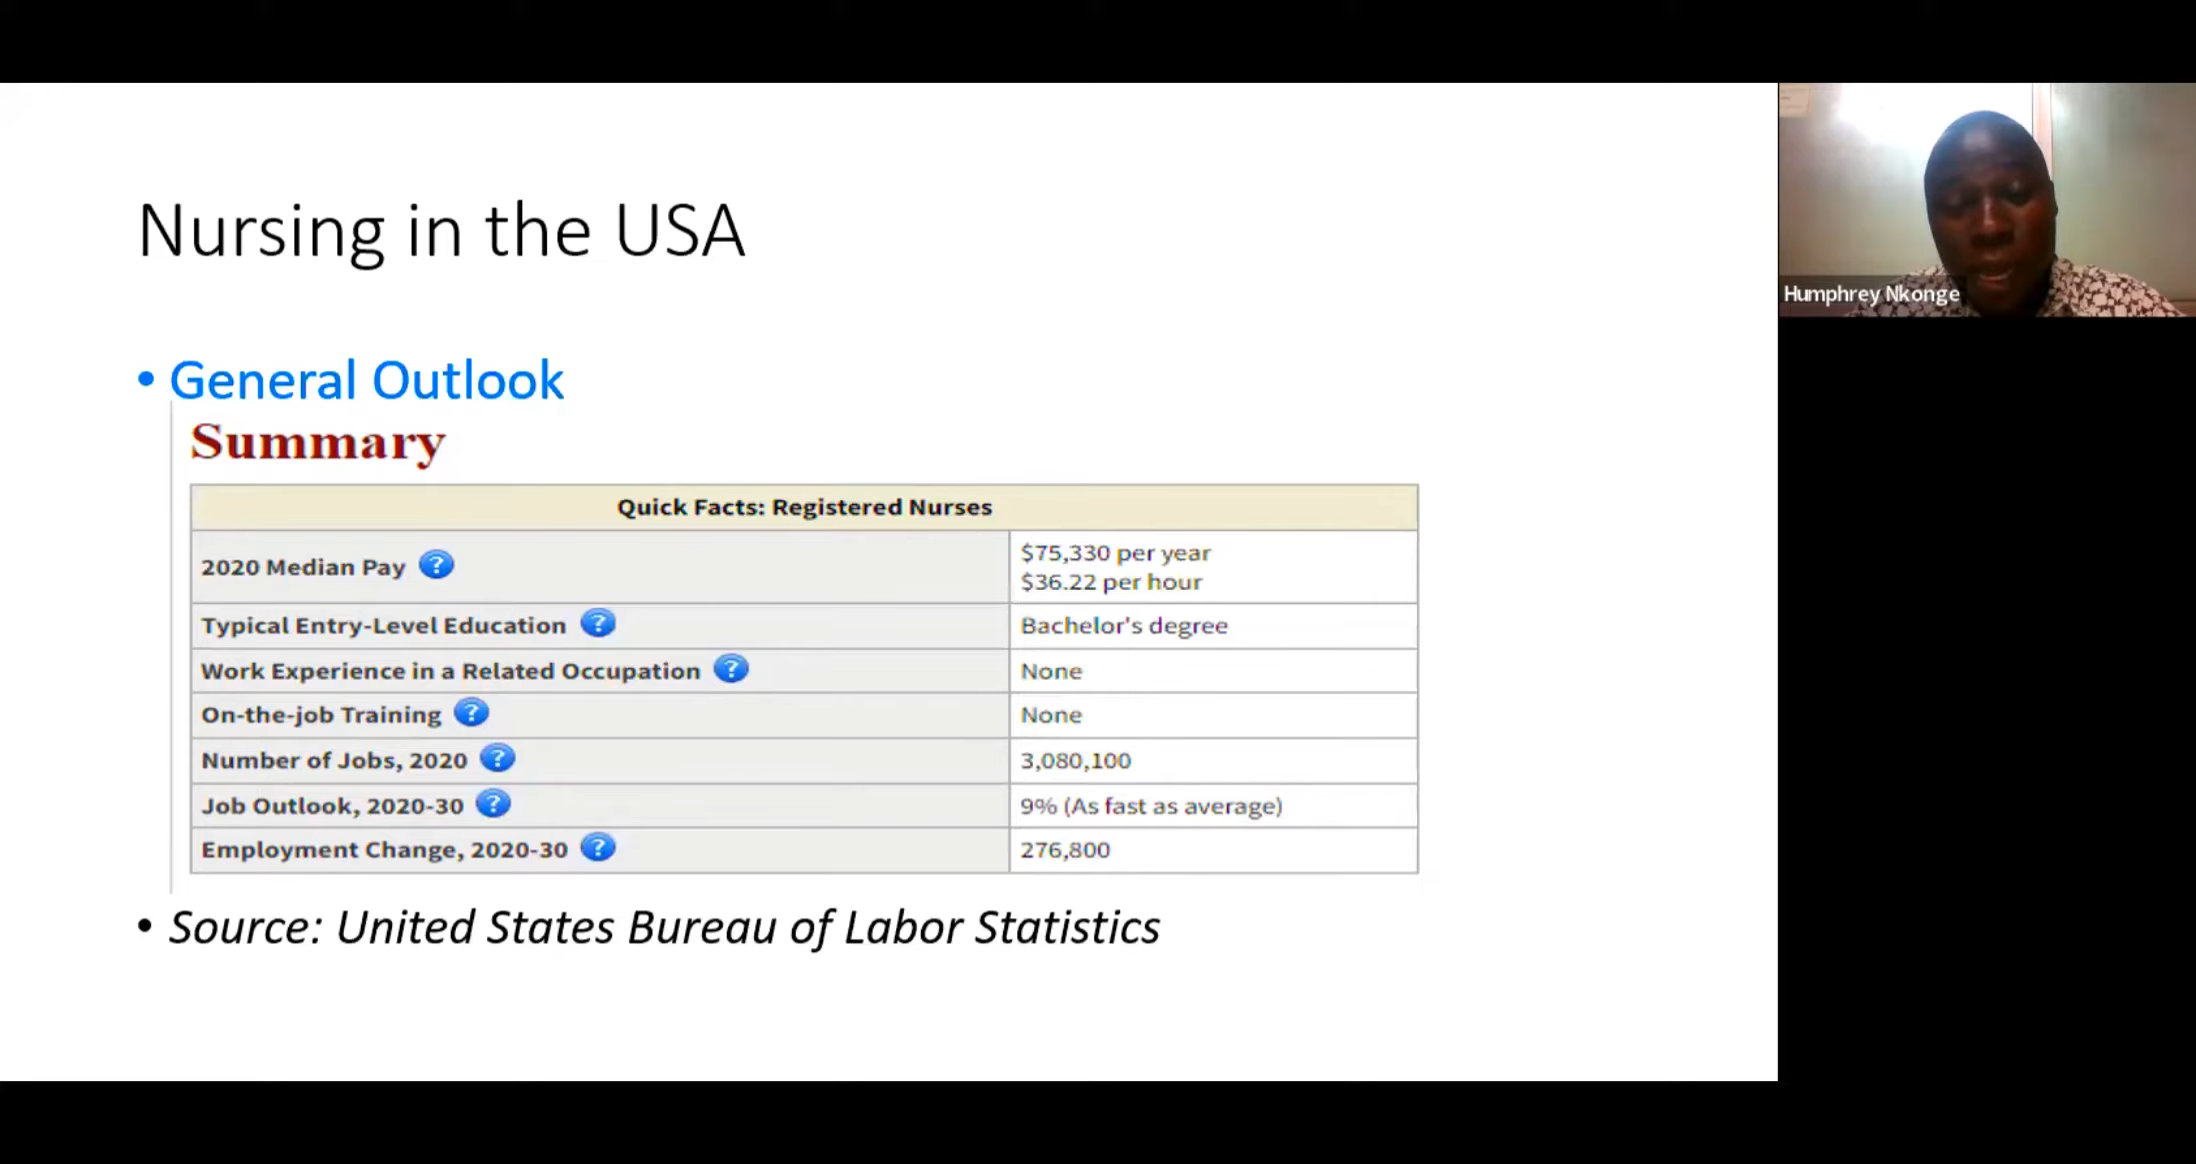 Nursing in the USA
• General Outlook
Summary
Quick Facts: Registered Nurses
2020 Median Pay ? $75,330 per year
$36.22 per hour
Typical Entry-Level Education ? Bachelor's degree
Work Experience in a Related Occupation ? None
On-the-job Training ? None
Number of Jobs, 2020 ? 3,080,100
Job Outlook, 2020-30 ? 9% (As fast as average)
Employment Change, 2020-30 ? 276,800
• Source: United States Bureau of Labor Statistics
Humphrey Nkonge